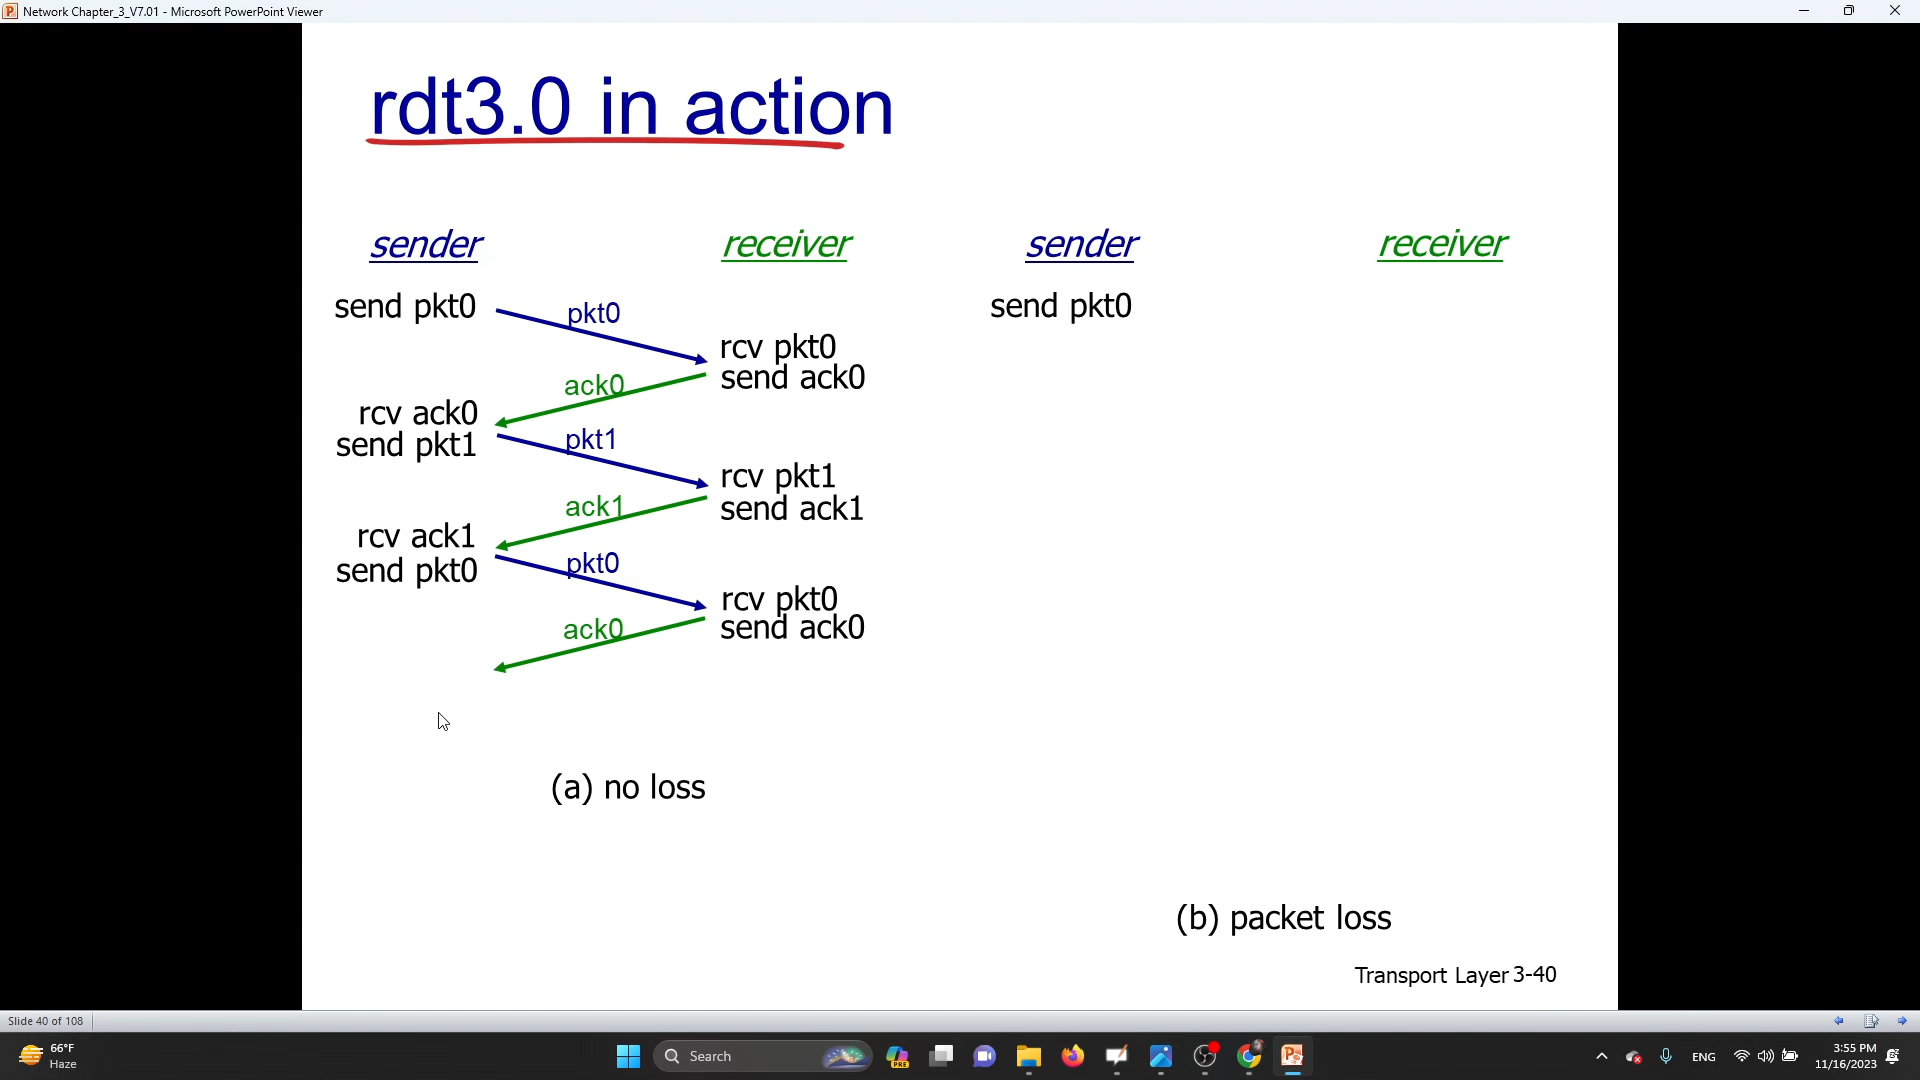 Network Chapter_3_V7.01 - Microsoft PowerPoint Viewer
rdt3.0 in action
sender
receiver
send pkt0
pkt0
rcv pkt0
send ack0
ack0
rcv ack0
send pkt1
pkt1
rcv pkt1
send ack1
ack1
rcv ack1
send pkt0
pkt0
rcv pkt0
send ack0
ack0
(a) no loss
sender
receiver
send pkt0
(b) packet loss
Transport Layer 3-40
Slide 40 of 108
66°F
Haze
Search
PRE
ENG
3:55 PM
11/16/2023